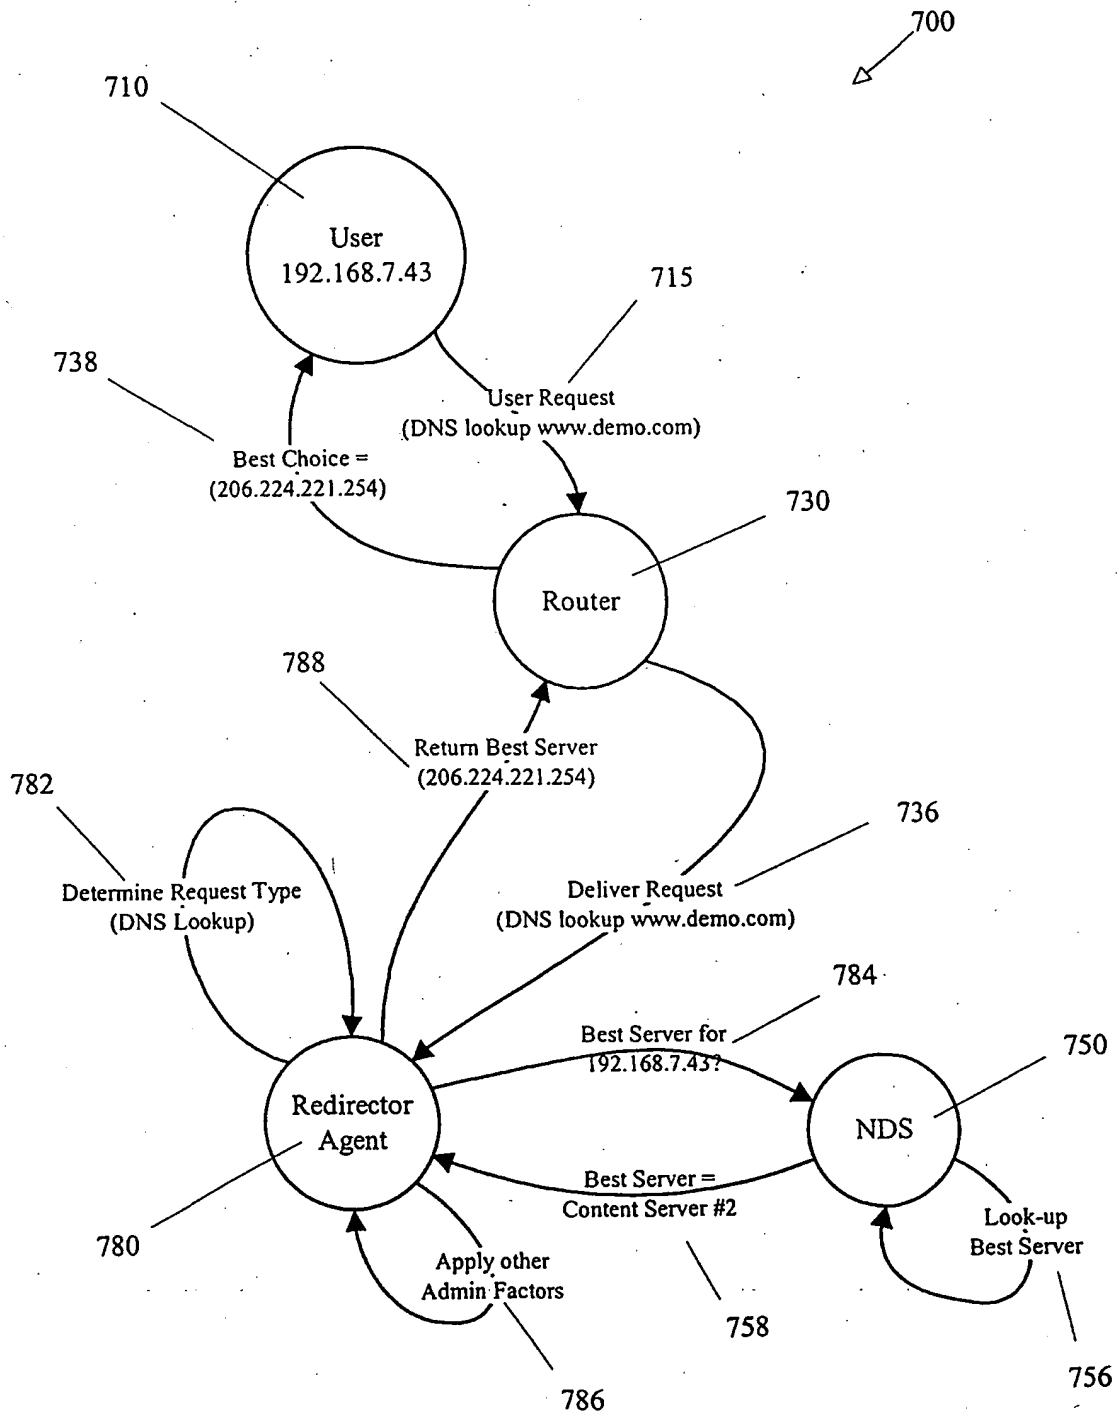 700
710
User
192.168.7.43
715
738
User Request
(DNS lookup www.demo.com)
Best Choice =
(206.224.221.254)
730
Router
788
Return Best Server
(206.224.221.254)
782
736
Determine Request Type
(DNS Lookup)
Deliver Request
(DNS lookup www.demo.com)
784
Best Server for
192.168.7.43?
750
Redirector
Agent
NDS
Best Server =
Content Server #2
Look-up
Best Server
780
Apply other
Admin Factors
758
756
786